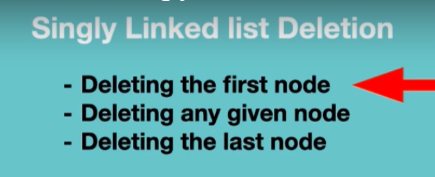 Singly Linked list Deletion
- Deleting the first node
- Deleting any given node
- Deleting the last node